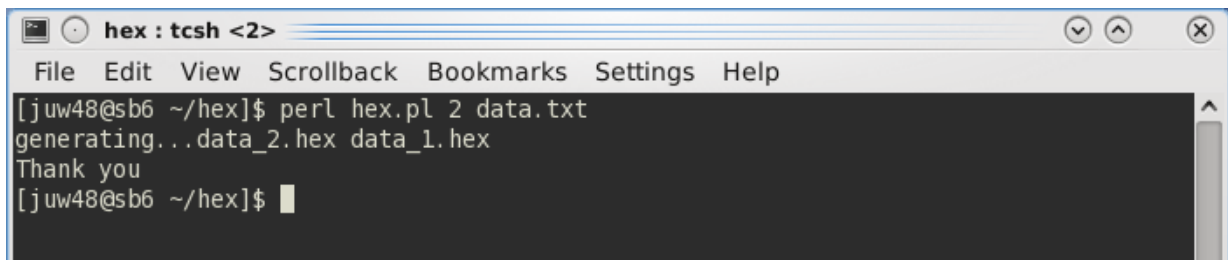 hex : tcsh <2>
File Edit View Scrollback Bookmarks Settings Help
[juw48@sb6 ~/hex]$ perl hex.pl 2 data.txt
generating...data_2.hex data_1.hex
Thank you
[juw48@sb6 ~/hex]$